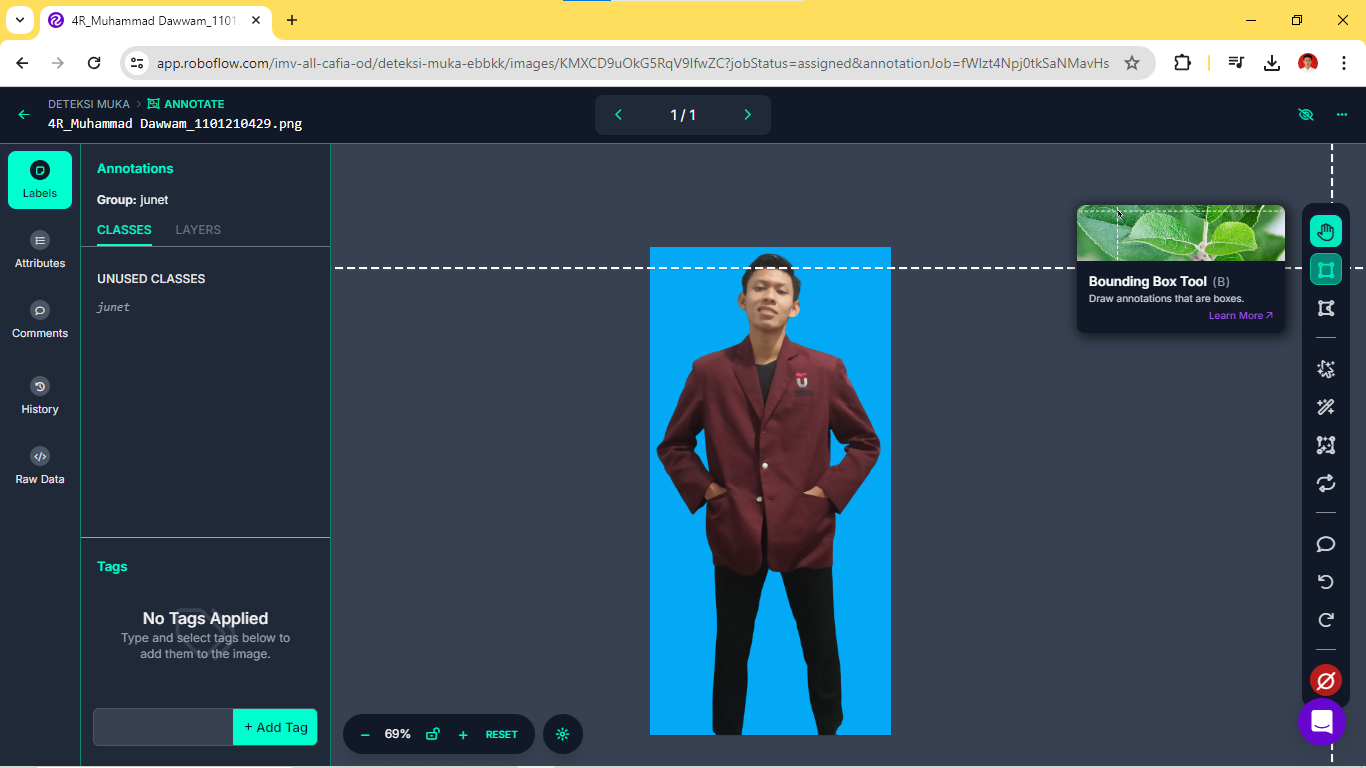 4R_Muhammad Dawwam_1101
app.roboflow.com/imv-all-cafia-od/deteksi-muka-ebbkk/images/KMXCD9uOkG5RqV9IfwZC?jobStatus=assigned&annotationJob=fWlzt4Npj0tkSaNMavHs
DETEKSI MUKA > ANNOTATE
4R_Muhammad Dawwam_1101210429.png
1 / 1
Labels
Attributes
Comments
History
Raw Data
Annotations
Group: junet
CLASSES LAYERS
UNUSED CLASSES
junet
Tags
No Tags Applied
Type and select tags below to
add them to the image.
+ Add Tag
69%
RESET
Bounding Box Tool (B)
Draw annotations that are boxes.
Learn More